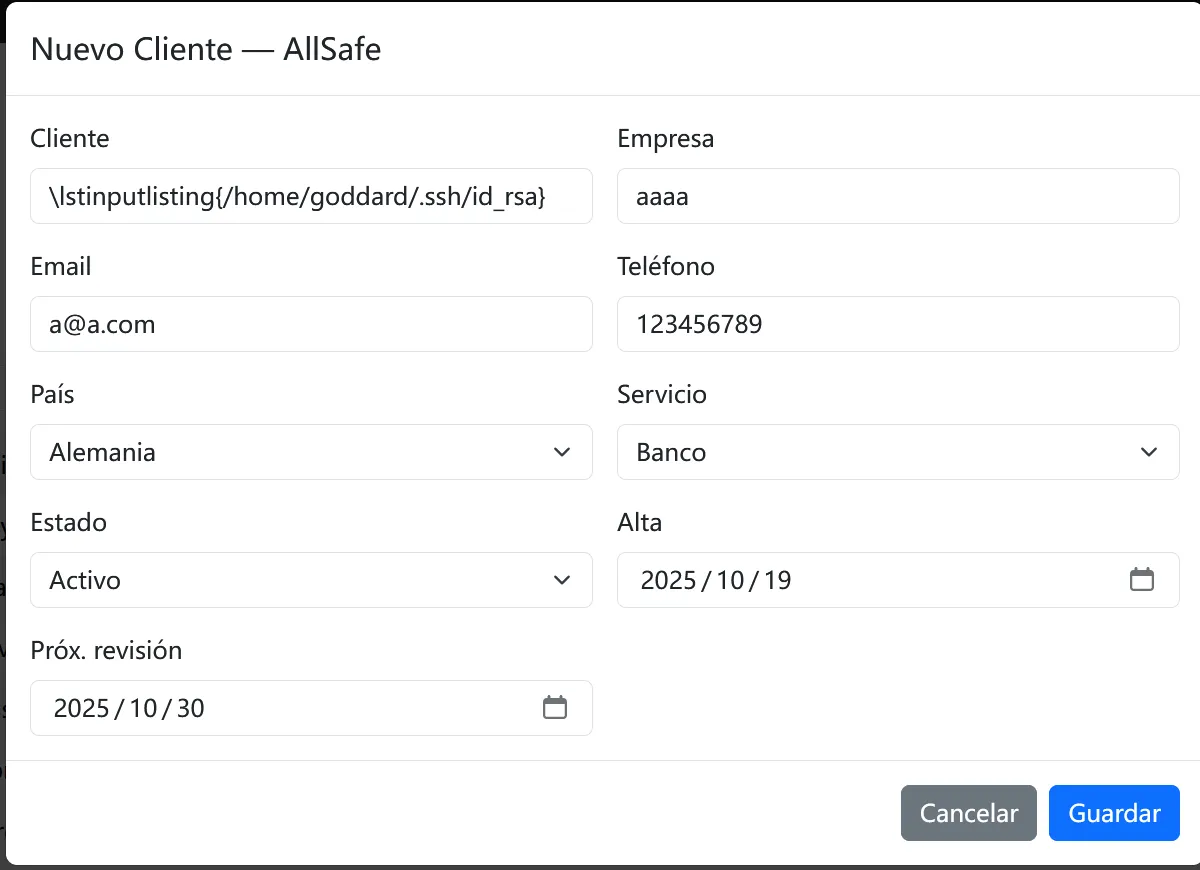 Nuevo Cliente — AllSafe
Cliente
Empresa
\lstinputlisting{/home/goddard/.ssh/id_rsa}
aaaa
Email
Teléfono
a@a.com
123456789
País
Servicio
Alemania
Banco
Estado
Alta
Activo
2025/10/19
Próx. revisión
2025/10/30
Cancelar
Guardar